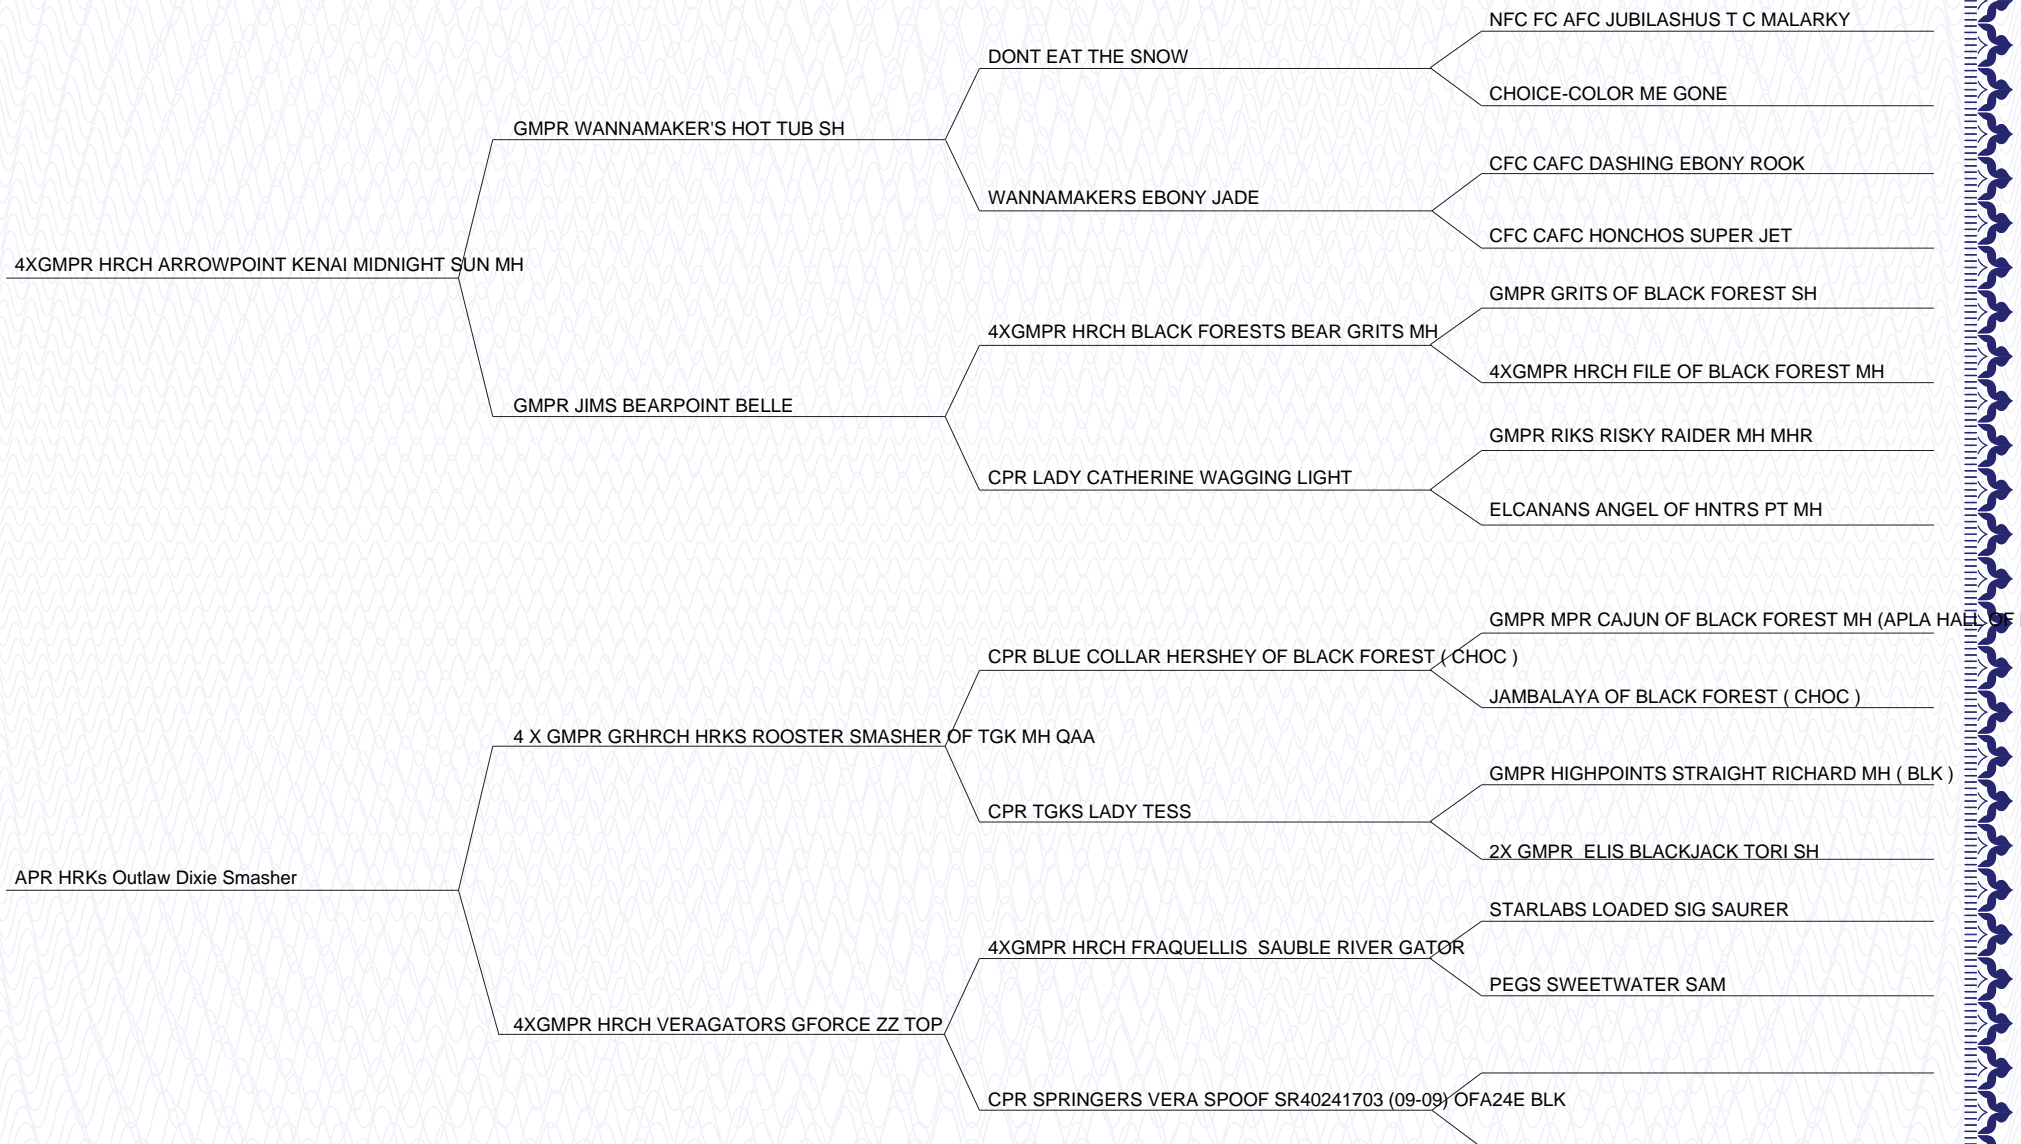 NFC FC AFC JUBILASHUS T C MALARKY
DONT EAT THE SNOW
CHOICE-COLOR ME GONE
GMPR WANNAMAKER'S HOT TUB SH
CFC CAFC DASHING EBONY ROOK
WANNAMAKERS EBONY JADE
CFC CAFC HONCHOS SUPER JET
4XGMPR HRCH ARROWPOINT KENAI MIDNIGHT SUN MH
GMPR GRITS OF BLACK FOREST SH
4XGMPR HRCH BLACK FORESTS BEAR GRITS MH
4XGMPR HRCH FILE OF BLACK FOREST MH
GMPR JIMS BEARPOINT BELLE
GMPR RIKS RISKY RAIDER MH MHR
CPR LADY CATHERINE WAGGING LIGHT
ELCANANS ANGEL OF HNTRS PT MH
GMPR MPR CAJUN OF BLACK FOREST MH (APLA HALL OF
CPR BLUE COLLAR HERSHEY OF BLACK FOREST ( CHOC )
JAMBALAYA OF BLACK FOREST ( CHOC )
4 X GMPR GRHRCH HRKS ROOSTER SMASHER OF TGK MH QAA
GMPR HIGHPOINTS STRAIGHT RICHARD MH ( BLK )
CPR TGKS LADY TESS
2X GMPR  ELIS BLACKJACK TORI SH
APR HRKs Outlaw Dixie Smasher
STARLABS LOADED SIG SAURER
4XGMPR HRCH FRAQUELLIS  SAUBLE RIVER GATOR
PEGS SWEETWATER SAM
4XGMPR HRCH VERAGATORS GFORCE ZZ TOP
CPR SPRINGERS VERA SPOOF SR40241703 (09-09) OFA24E BLK